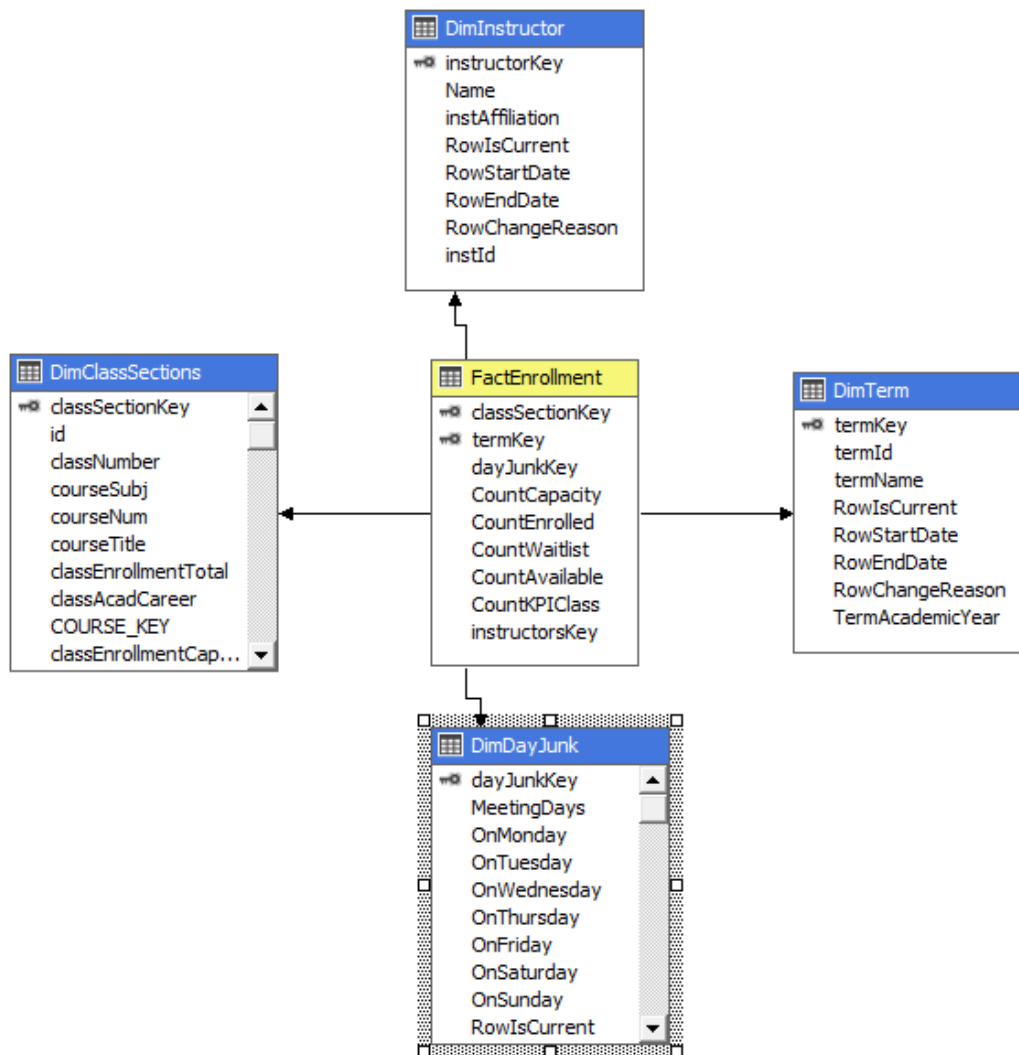 DimInstructor
instructorKey
Name
instAffiliation
RowIsCurrent
RowStartDate
RowEndDate
RowChangeReason
instId
DimClassSections
classSectionKey
id
classNumber
courseSubj
courseNum
courseTitle
classEnrollmentTotal
classAcadCareer
COURSE_KEY
classEnrollmentCap...
FactEnrollment
classSectionKey
termKey
dayJunkKey
CountCapacity
CountEnrolled
CountWaitlist
CountAvailable
CountKPIClass
instructorsKey
DimTerm
termKey
termId
termName
RowIsCurrent
RowStartDate
RowEndDate
RowChangeReason
TermAcademicYear
DimDayJunk
dayJunkKey
MeetingDays
OnMonday
OnTuesday
OnWednesday
OnThursday
OnFriday
OnSaturday
OnSunday
RowIsCurrent